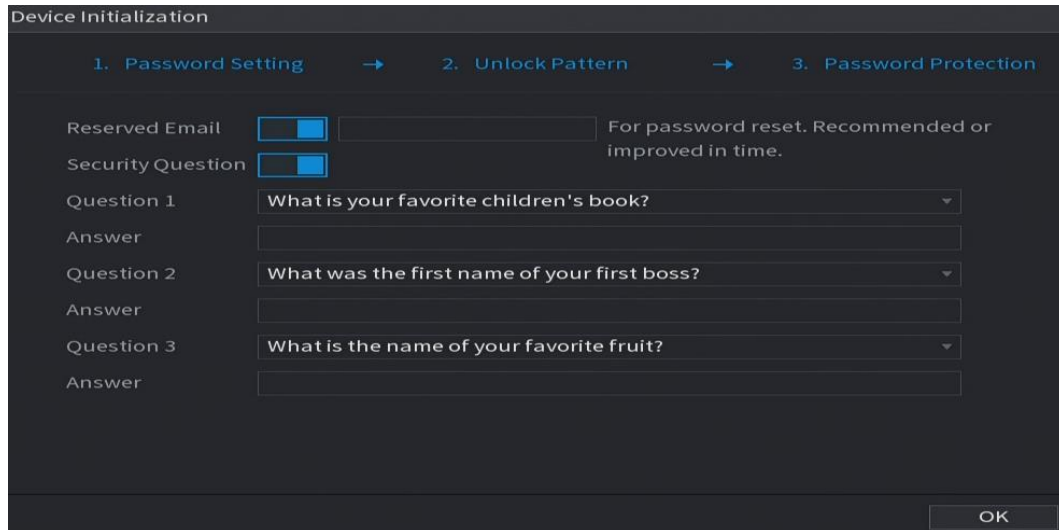 Device Initialization
1. Password Setting → 2. Unlock Pattern → 3. Password Protection
Reserved Email
For password reset. Recommended or
improved in time.
Security Question
Question 1 What is your favorite children's book?
Answer
Question 2 What was the first name of your first boss?
Answer
Question 3 What is the name of your favorite fruit?
Answer
OK